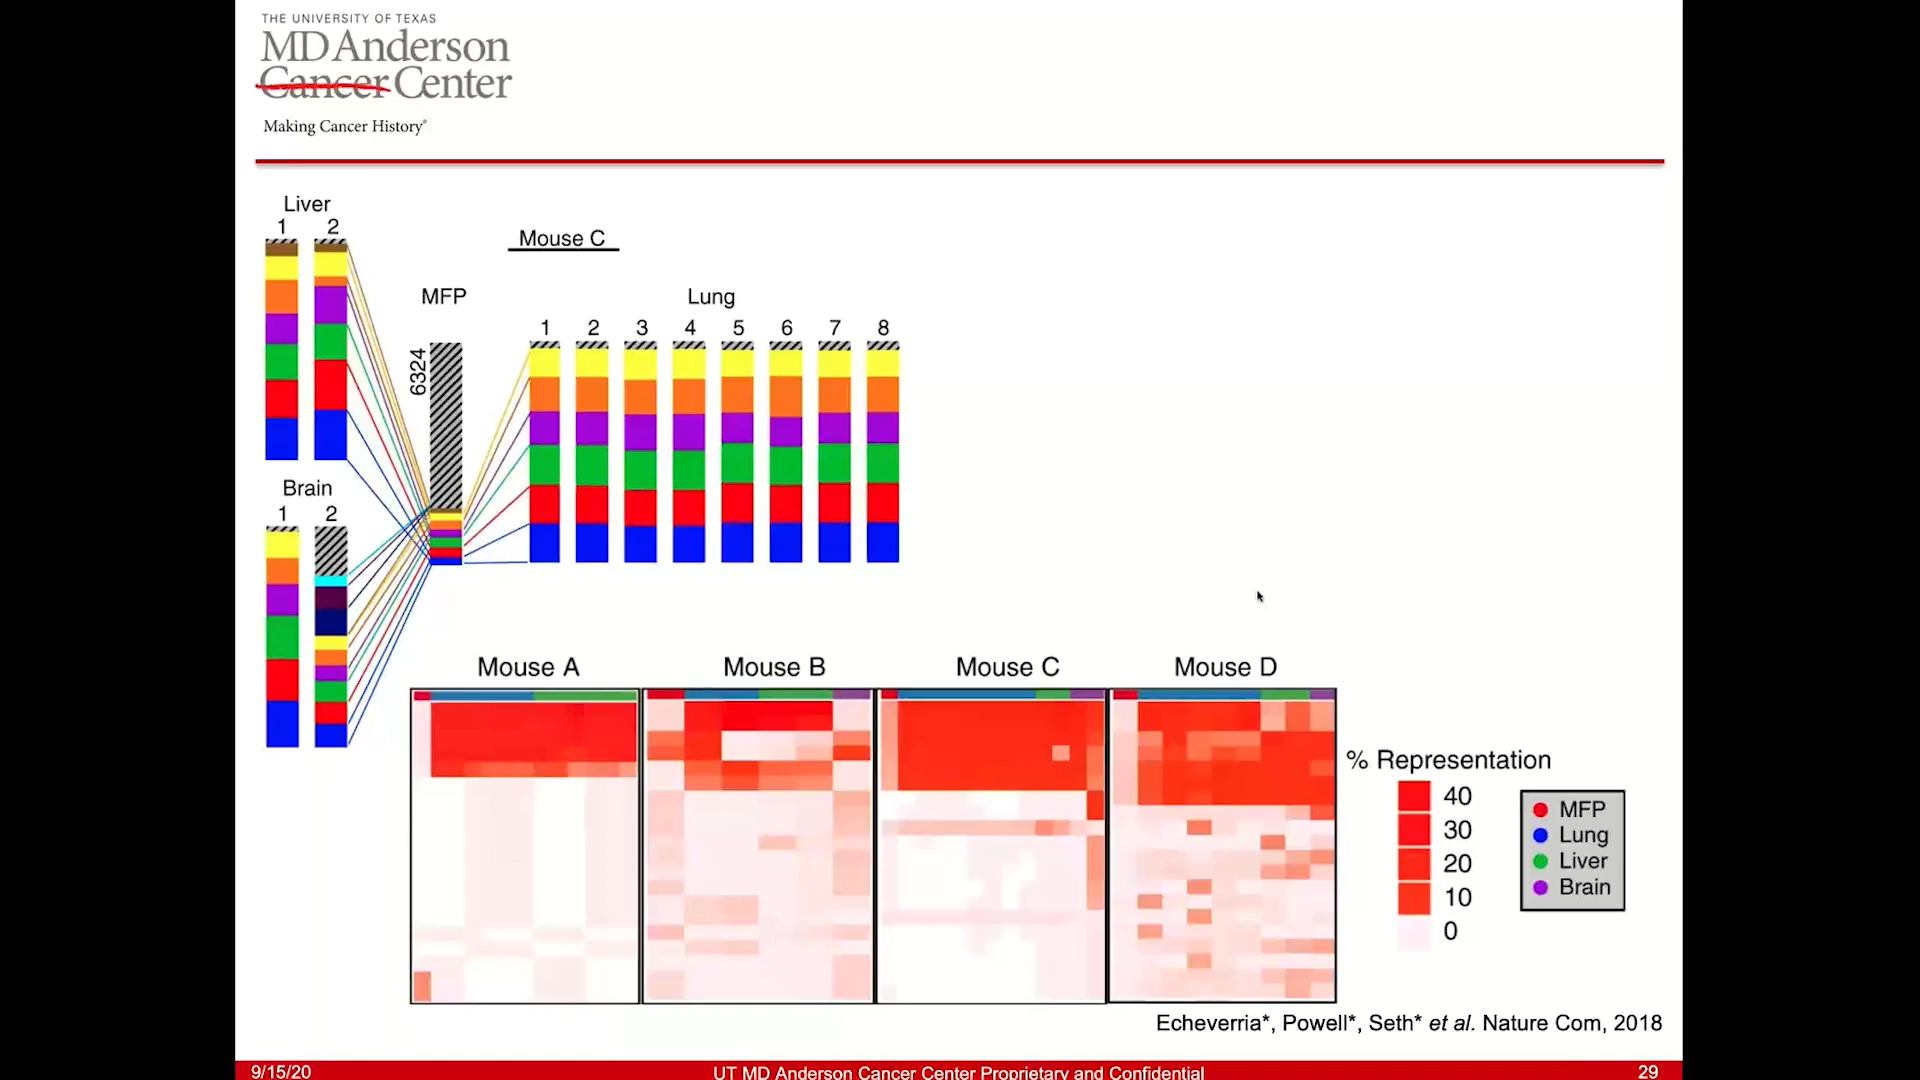 THE UNIVERSITY OF TEXAS
MD Anderson
Cancer Center
Making Cancer History®
Liver
1 2
Mouse C
MFP
Lung
6324
1 2 3 4 5 6 7 8
Brain
1 2
Mouse A
Mouse B
Mouse C
Mouse D
% Representation
40
30
20
10
0
MFP
Lung
Liver
Brain
Echeverria*, Powell*, Seth* et al. Nature Com, 2018
9/15/20
UT MD Anderson Cancer Center Proprietary and Confidential
29